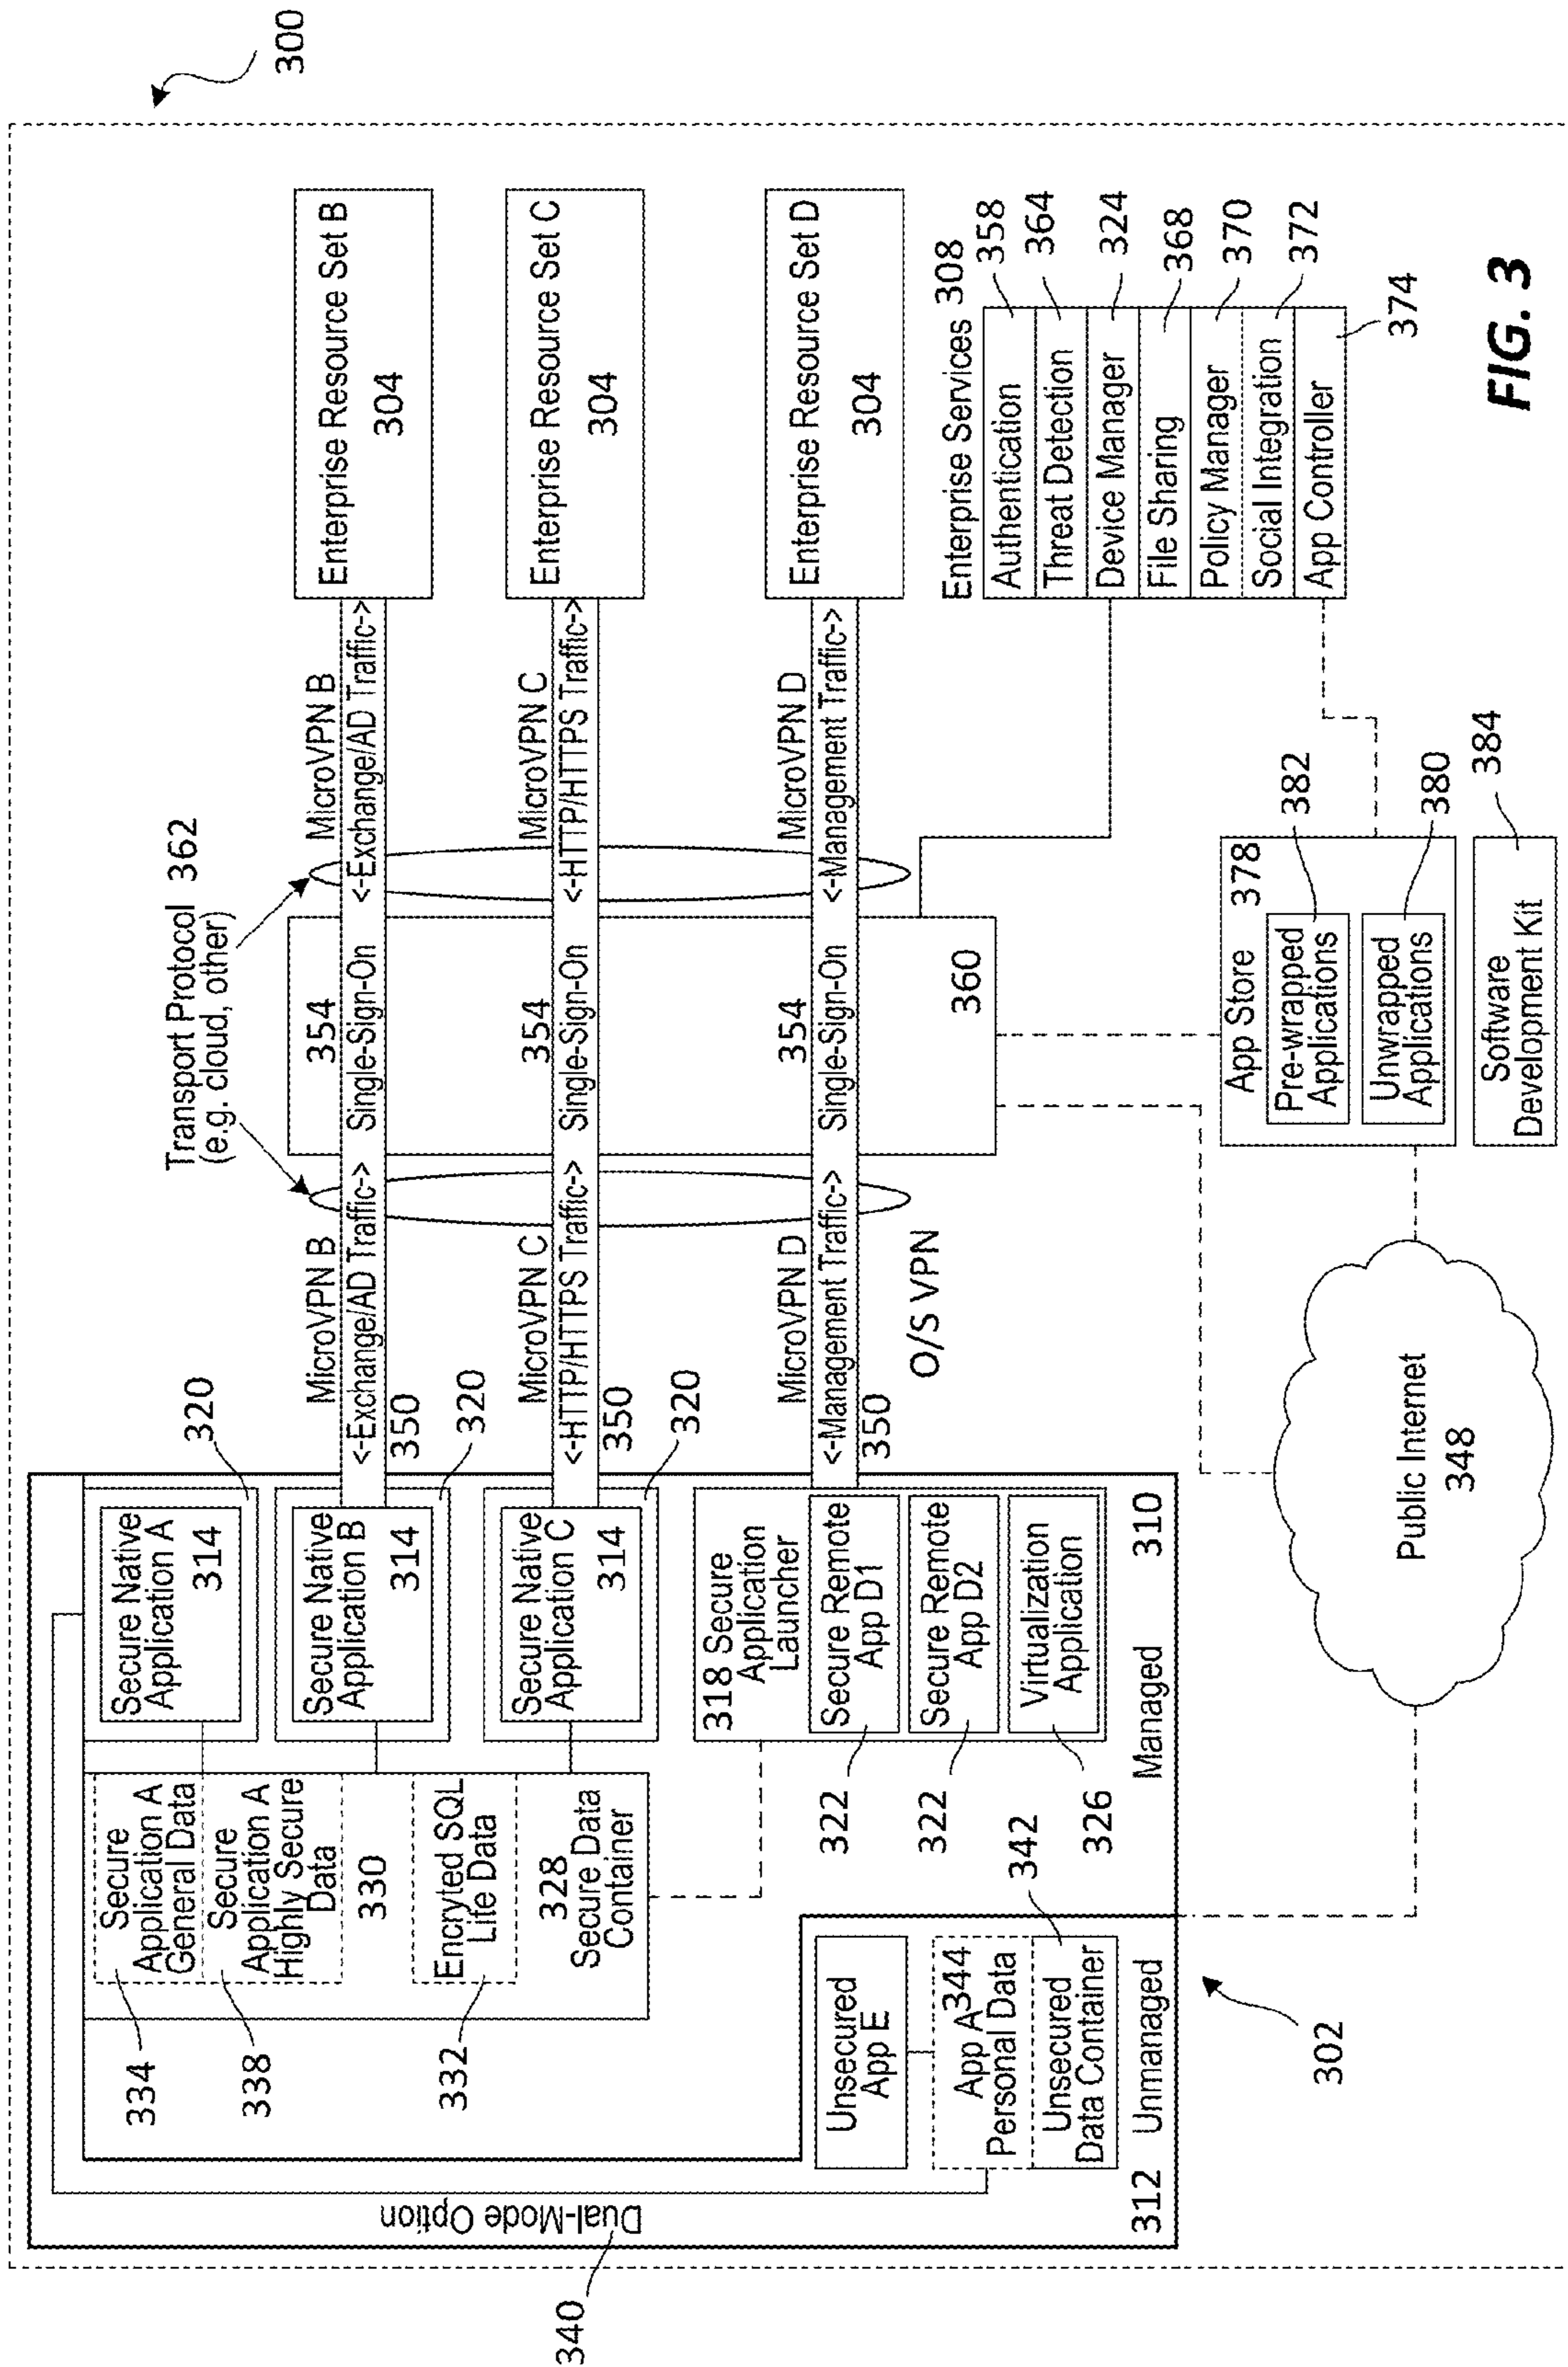 300
Transport Protocol 362
(e.g. cloud, other)
340
Dual-Mode Option
334
338
332
Secure
Application A
General Data
Secure
Application A
Highly Secure
Data
330
Encryted SQL
Lite Data
328
Secure Data
Container
Secure Native
Application A
314
320
Secure Native
Application B
314
320
Secure Native
Application C
314
320
318 Secure
Application
Launcher
Secure Remote
App D1
322
Secure Remote
App D2
322
Virtualization
Application
326
Managed
310
Unsecured
App E
344
App A
Personal Data
Unsecured
Data Container
342
312
Unmanaged
302
MicroVPN B
<-Exchange/AD Traffic->
350
354
Single-Sign-On
MicroVPN B
<-Exchange/AD Traffic->
Enterprise Resource Set B
304
MicroVPN C
<-HTTP/HTTPS Traffic->
350
354
Single-Sign-On
MicroVPN C
<-HTTP/HTTPS Traffic->
Enterprise Resource Set C
304
MicroVPN D
<-Management Traffic->
350
354
Single-Sign-On
MicroVPN D
<-Management Traffic->
Enterprise Resource Set D
304
O/S VPN
360
Enterprise Services 308
Authentication
358
Threat Detection
364
Device Manager
324
File Sharing
368
Policy Manager
370
Social Integration
372
App Controller
374
Public Internet
348
App Store
378
Pre-wrapped
Applications
382
Unwrapped
Applications
380
Software
Development Kit
384
FIG. 3